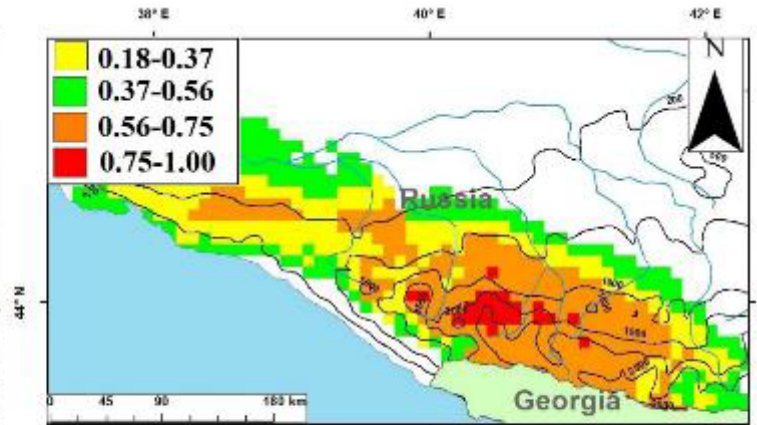 38° E 40° E 42° E
0.18-0.37
0.37-0.56
0.56-0.75
0.75-1.00
N
Russia
44° N
Georgia
0 45 90 180 km